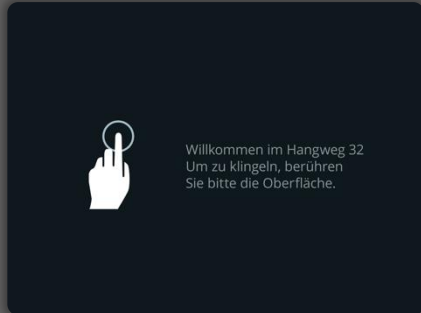 Willkommen im Hangweg 32
Um zu klingeln, berühren
Sie bitte die Oberfläche.